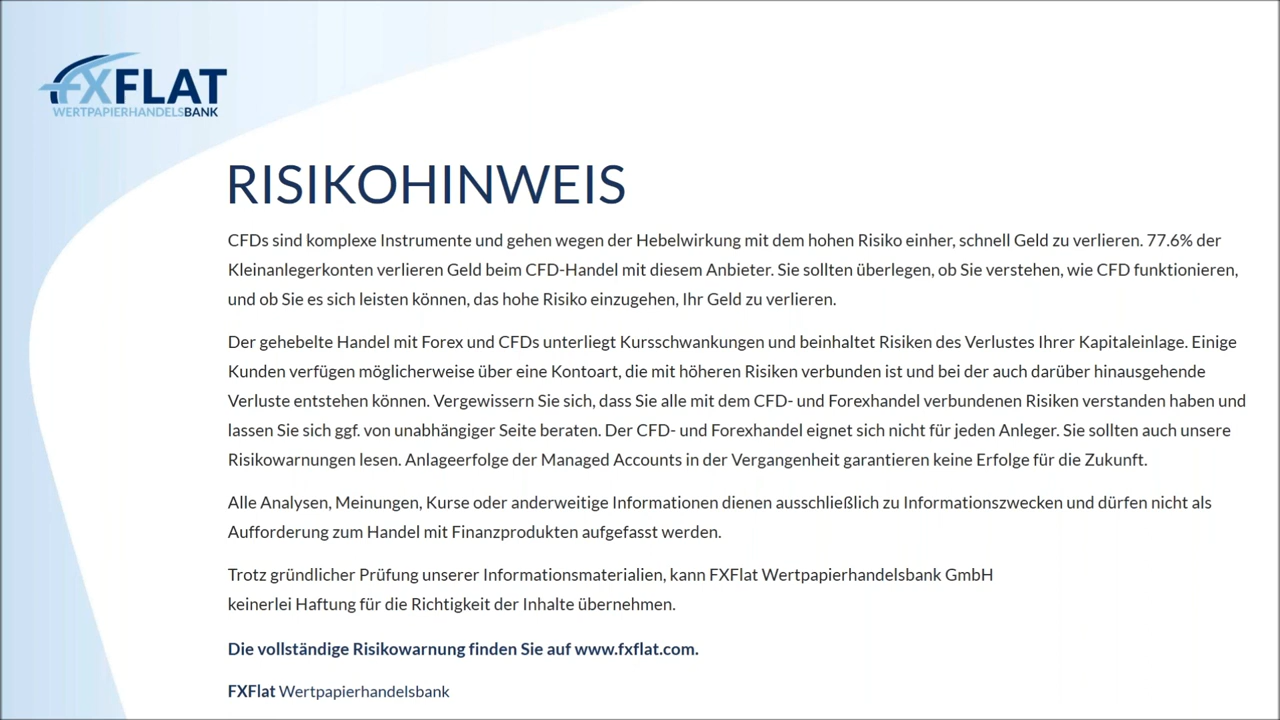 FXFLAT
WERTPAPIERHANDELSBANK
RISIKOHINWEIS
CFDs sind komplexe Instrumente und gehen wegen der Hebelwirkung mit dem hohen Risiko einher, schnell Geld zu verlieren. 77.6% der
Kleinanlegerkonten verlieren Geld beim CFD-Handel mit diesem Anbieter. Sie sollten überlegen, ob Sie verstehen, wie CFD funktionieren,
und ob Sie es sich leisten können, das hohe Risiko einzugehen, Ihr Geld zu verlieren.
Der gehebelte Handel mit Forex und CFDs unterliegt Kursschwankungen und beinhaltet Risiken des Verlustes Ihrer Kapitaleinlage. Einige
Kunden verfügen möglicherweise über eine Kontoart, die mit höheren Risiken verbunden ist und bei der auch darüber hinausgehende
Verluste entstehen können. Vergewissern Sie sich, dass Sie alle mit dem CFD- und Forexhandel verbundenen Risiken verstanden haben und
lassen Sie sich ggf. von unabhängiger Seite beraten. Der CFD- und Forexhandel eignet sich nicht für jeden Anleger. Sie sollten auch unsere
Risikowarnungen lesen. Anlageerfolge der Managed Accounts in der Vergangenheit garantieren keine Erfolge für die Zukunft.
Alle Analysen, Meinungen, Kurse oder anderweitige Informationen dienen ausschließlich zu Informationszwecken und dürfen nicht als
Aufforderung zum Handel mit Finanzprodukten aufgefasst werden.
Trotz gründlicher Prüfung unserer Informationsmaterialien, kann FXFlat Wertpapierhandelsbank GmbH
keinerlei Haftung für die Richtigkeit der Inhalte übernehmen.
Die vollständige Risikowarnung finden Sie auf www.fxflat.com.
FXFlat Wertpapierhandelsbank